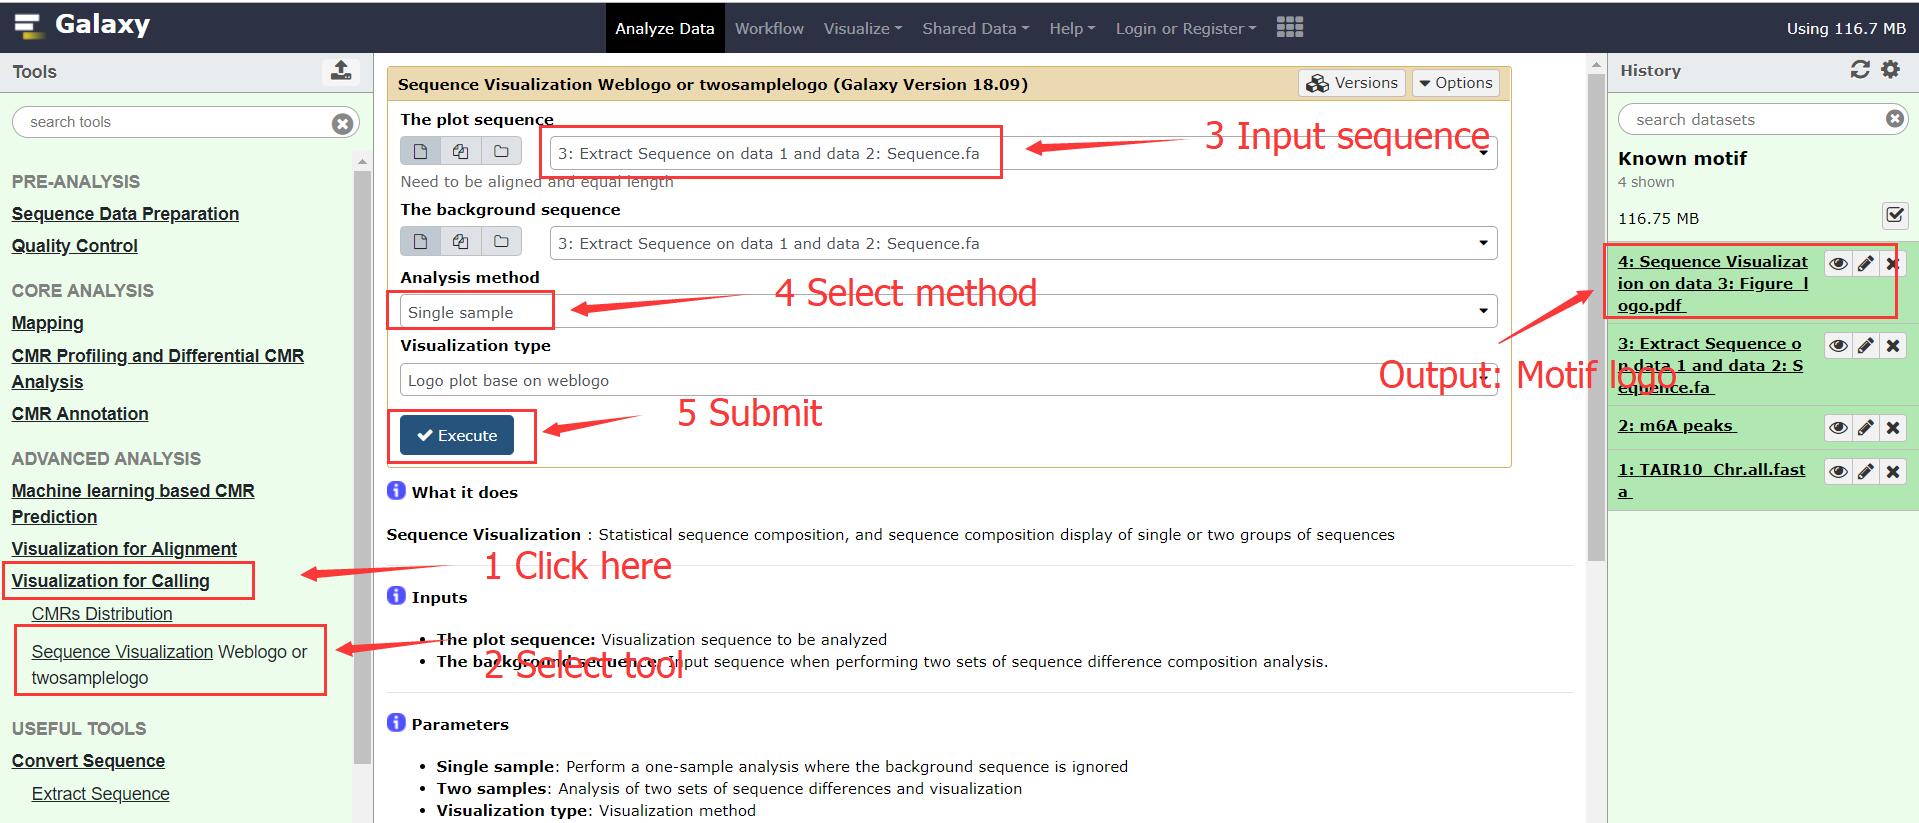 Galaxy
Analyze Data
Workflow
Visualize
Shared Data
Help
Login or Register
Using 116.7 MB
Tools
search tools
PRE-ANALYSIS
Sequence Data Preparation
Quality Control
CORE ANALYSIS
Mapping
CMR Profiling and Differential CMR
Analysis
CMR Annotation
ADVANCED ANALYSIS
Machine learning based CMR
Prediction
Visualization for Alignment
Visualization for Calling
CMRs Distribution
Sequence Visualization Weblogo or
twosamplelogo
USEFUL TOOLS
Convert Sequence
Extract Sequence
Sequence Visualization Weblogo or twosamplelogo (Galaxy Version 18.09)
Versions
Options
The plot sequence
3: Extract Sequence on data 1 and data 2: Sequence.fa
3 Input sequence
Need to be aligned and equal length
The background sequence
3: Extract Sequence on data 1 and data 2: Sequence.fa
Analysis method
Single sample
4 Select method
Visualization type
Logo plot base on weblogo
Execute
5 Submit
What it does
Sequence Visualization : Statistical sequence composition, and sequence composition display of single or two groups of sequences
1 Click here
Inputs
• The plot sequence: Visualization sequence to be analyzed
• The background sequence: Input sequence when performing two sets of sequence difference composition analysis.
2 Select tool
Parameters
• Single sample: Perform a one-sample analysis where the background sequence is ignored
• Two samples: Analysis of two sets of sequence differences and visualization
• Visualization type: Visualization method
History
search datasets
Known motif
4 shown
116.75 MB
4: Sequence Visualizat
ion on data 3: Figure_l
ogo.pdf
Output: Motif logo
3: Extract Sequence o
n data 1 and data 2: S
equence.fa
2: m6A peaks
1: TAIR10_Chr.all.fast
a